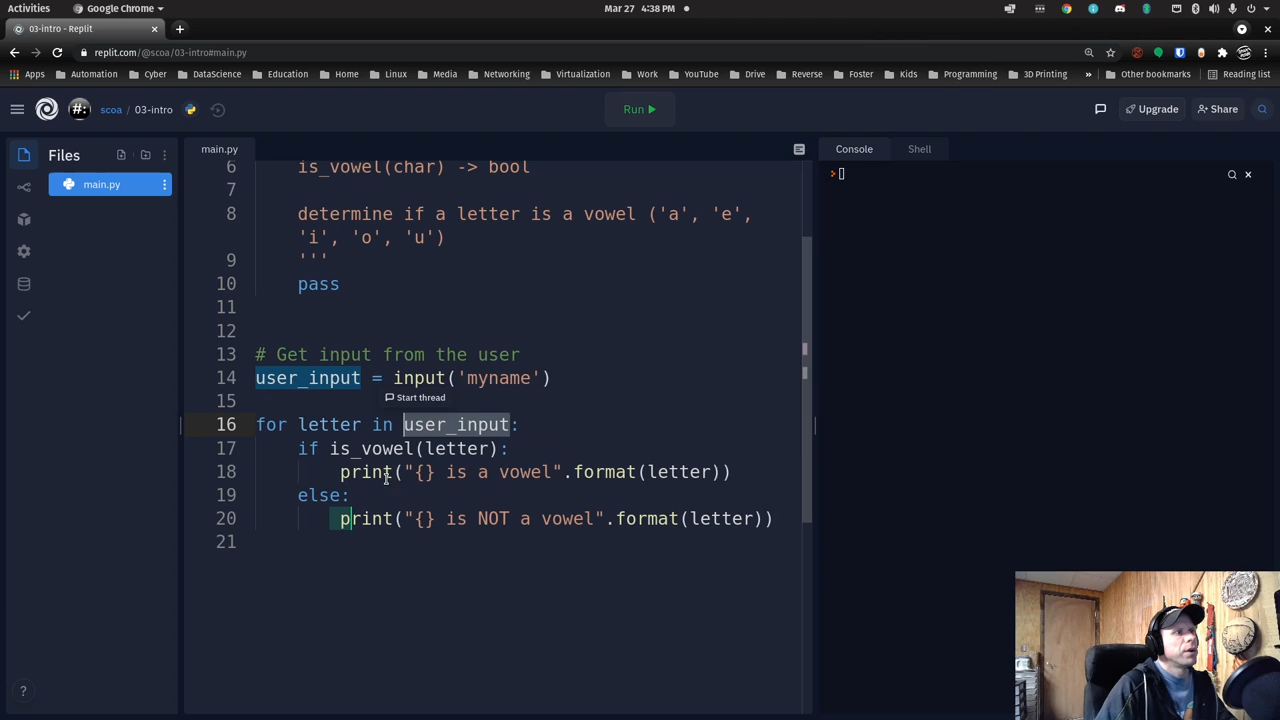 Activities
Google Chrome
Mar 27 4:38 PM
03-intro - Replit
replit.com/@scoa/03-intro#main.py
Apps
Automation
Cyber
DataScience
Education
Home
Linux
Media
Networking
Virtualization
Work
YouTube
Drive
Reverse
Foster
Kids
Programming
3D Printing
»
Other bookmarks
Reading list
#:
scoa / 03-intro
Run
Upgrade
Share
Files
main.py
main.py
Console
Shell
6 is_vowel(char) -> bool
7
8 determine if a letter is a vowel ('a', 'e',
'i', 'o', 'u')
9 '''
10 pass
11
12
13 # Get input from the user
14 user_input = input('myname')
Start thread
15
16 for letter in user_input:
17 if is_vowel(letter):
18 print("{} is a vowel".format(letter))
19 else:
20 print("{} is NOT a vowel".format(letter))
21
?